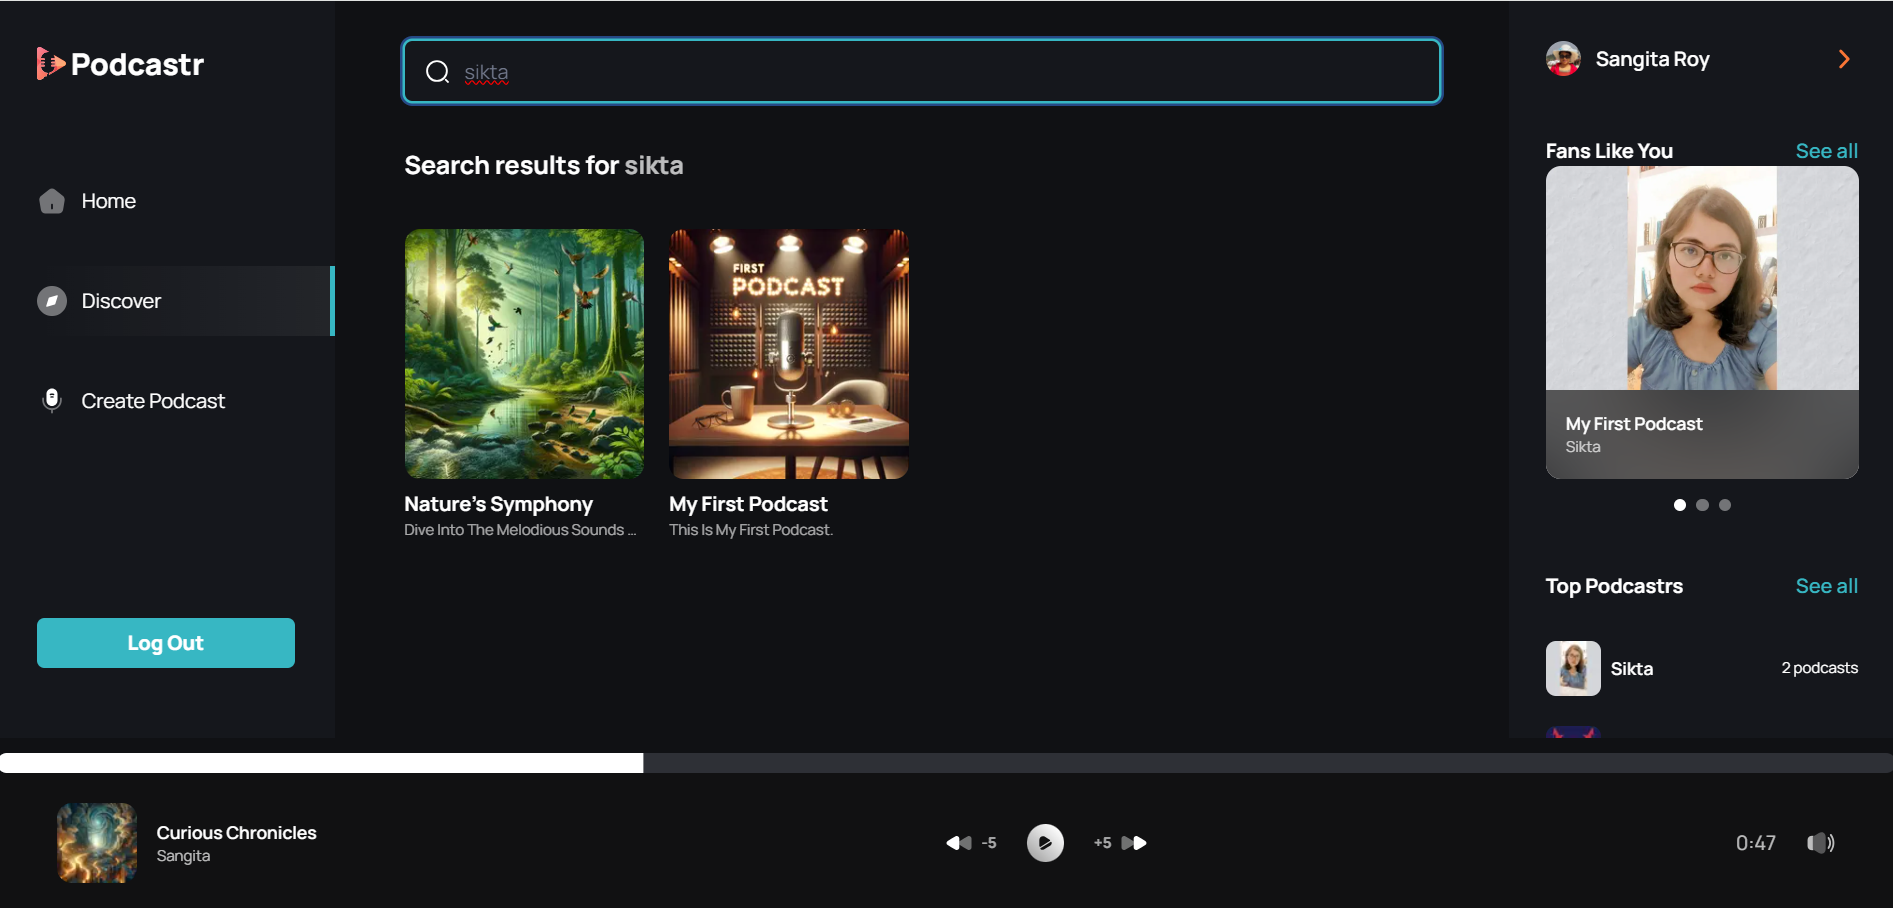 Podcastr
Home
Discover
Create Podcast
Log Out
sikta
Search results for sikta
FIRST
PODCAST
Nature's Symphony
Dive Into The Melodious Sounds ...
My First Podcast
This Is My First Podcast.
Sangita Roy
Fans Like You
See all
My First Podcast
Sikta
Top Podcastrs
See all
Sikta
2 podcasts
Curious Chronicles
Sangita
-5
+5
0:47